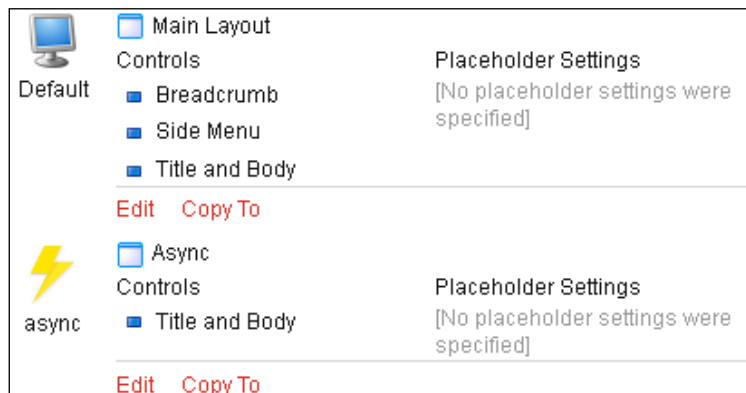 Main Layout
Default
Controls
Breadcrumb
Side Menu
Title and Body
Placeholder Settings
[No placeholder settings were
specified]
Edit Copy To
Async
async
Controls
Title and Body
Placeholder Settings
[No placeholder settings were
specified]
Edit Copy To